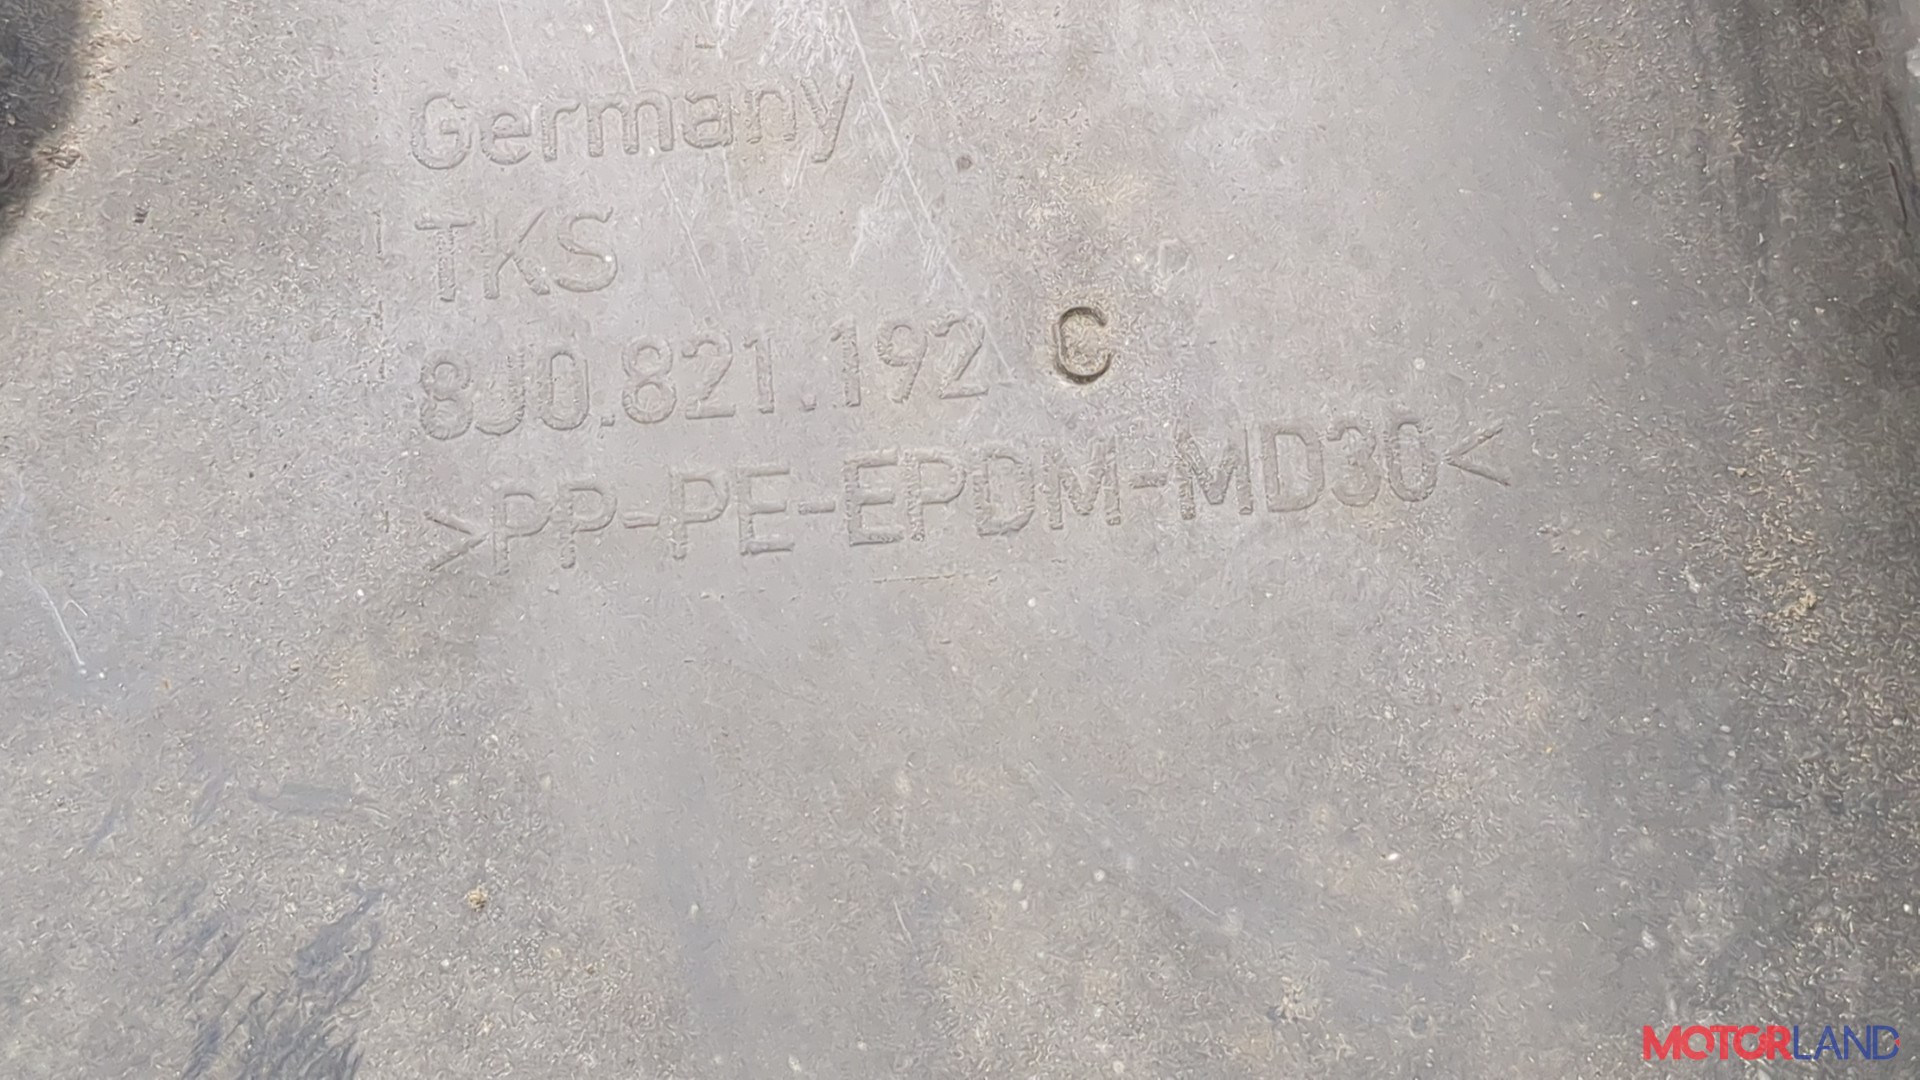 Germany
TKS
8J0.821.192 C
>PP-PE-EPDM-MD30<
MOTORLAND